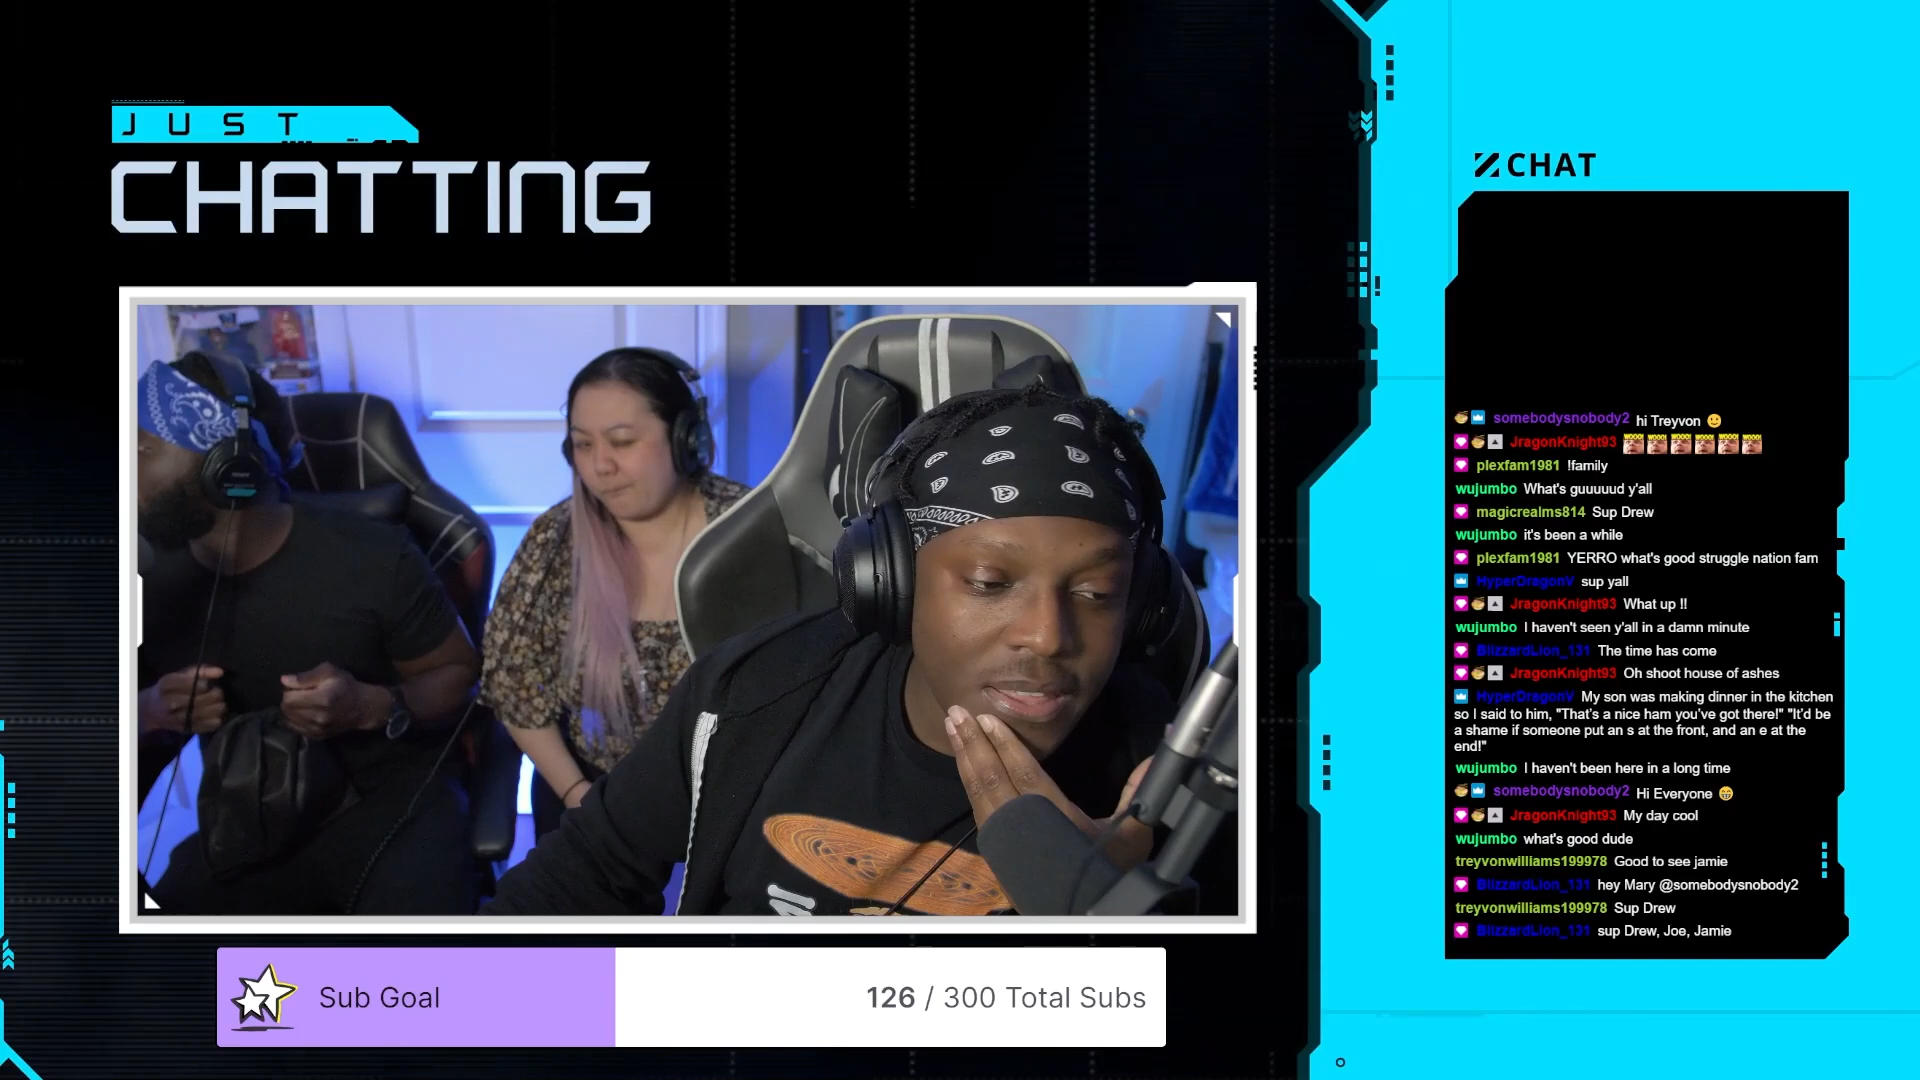 JUST
CHATTING
CHAT
somebodysnobody2 hi Treyvon
JragonKnight93
plexfam1981 !family
wujumbo What's guuuuud y'all
magicrealms814 Sup Drew
wujumbo it's been a while
plexfam1981 YERRO what's good struggle nation fam
HyperDragonV sup yall
JragonKnight93 What up !!
wujumbo I haven't seen y'all in a damn minute
BlizzardLion_131 The time has come
JragonKnight93 Oh shoot house of ashes
HyperDragonV My son was making dinner in the kitchen
so I said to him, "That's a nice ham you've got there!" "It'd be
a shame if someone put an s at the front, and an e at the
end!"
wujumbo I haven't been here in a long time
somebodysnobody2 Hi Everyone
JragonKnight93 My day cool
wujumbo what's good dude
treyvonwilliams199978 Good to see jamie
BlizzardLion_131 hey Mary @somebodysnobody2
treyvonwilliams199978 Sup Drew
BlizzardLion_131 sup Drew, Joe, Jamie
Sub Goal
126 / 300 Total Subs